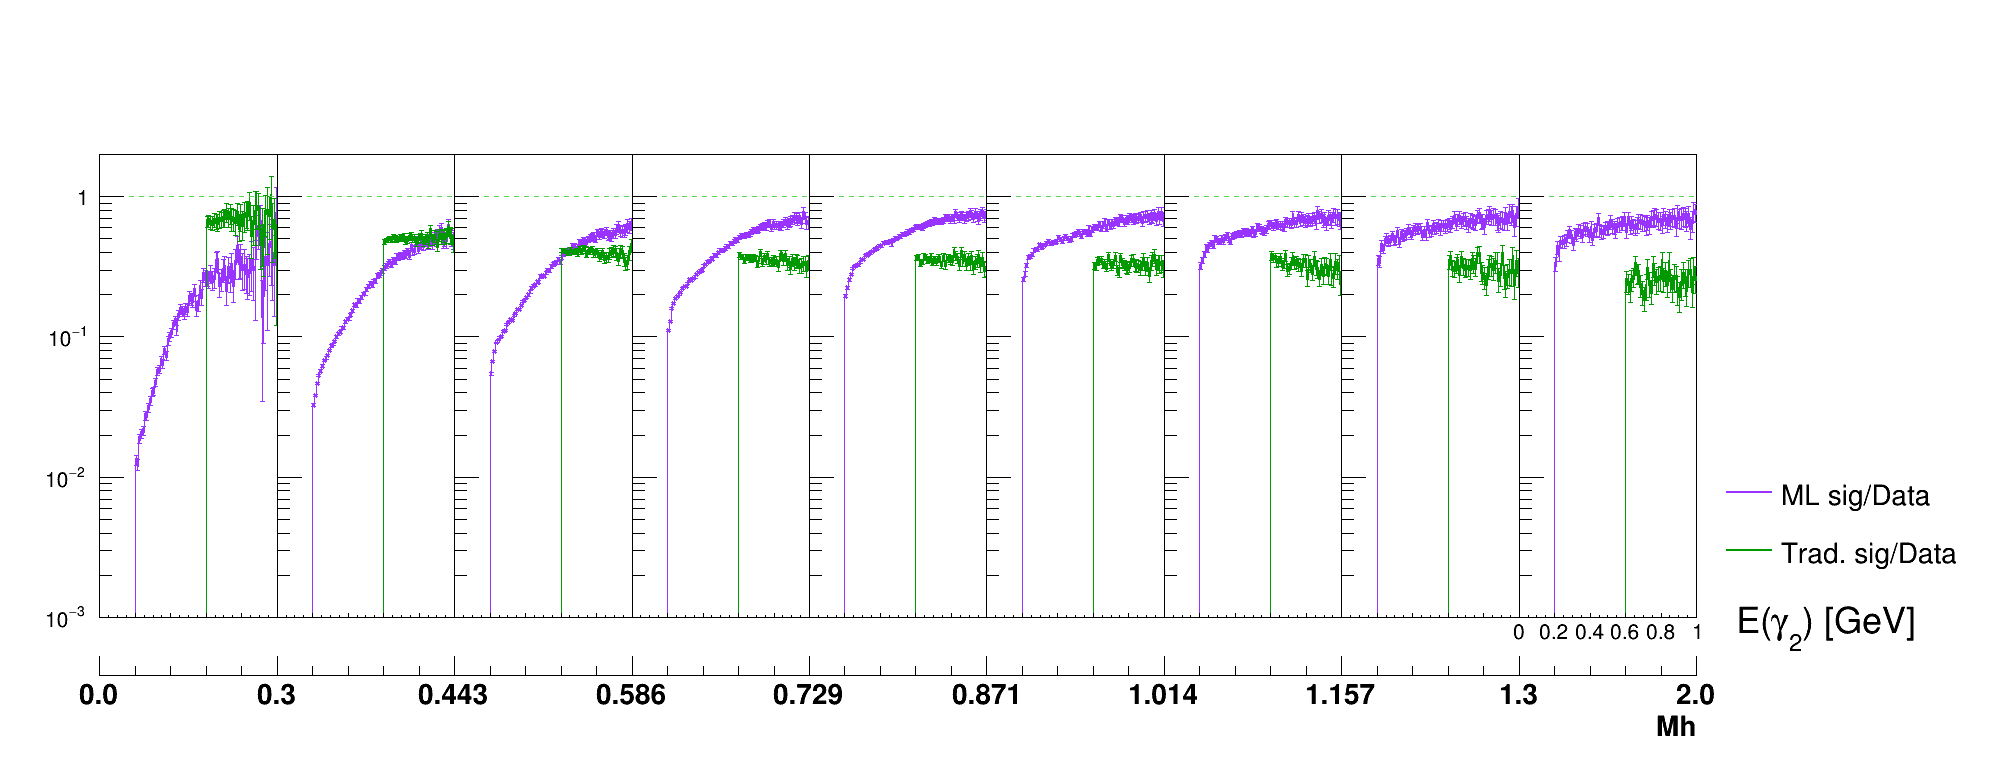 1
10⁻¹
10⁻²
10⁻³
ML sig/Data
Trad. sig/Data
E(γ₂) [GeV]
0 0.2 0.4 0.6 0.8 1
0.0 0.3 0.443 0.586 0.729 0.871 1.014 1.157 1.3 2.0
Mh